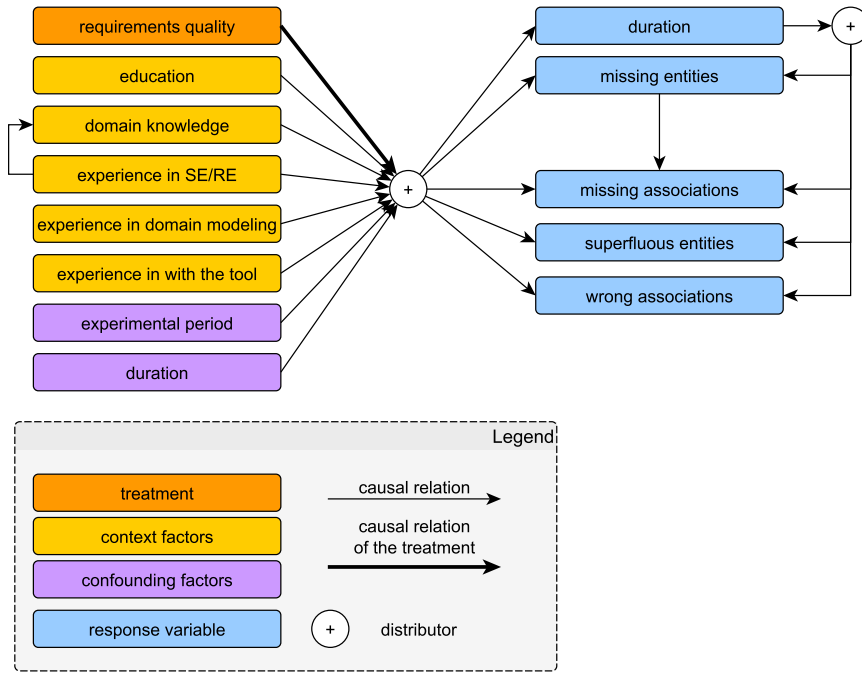 requirements quality
education
domain knowledge
experience in SE/RE
experience in domain modeling
experience in with the tool
experimental period
duration
+
duration
+
missing entities
missing associations
superfluous entities
wrong associations
Legend
treatment
context factors
confounding factors
response variable
causal relation
causal relation
of the treatment
+
distributor